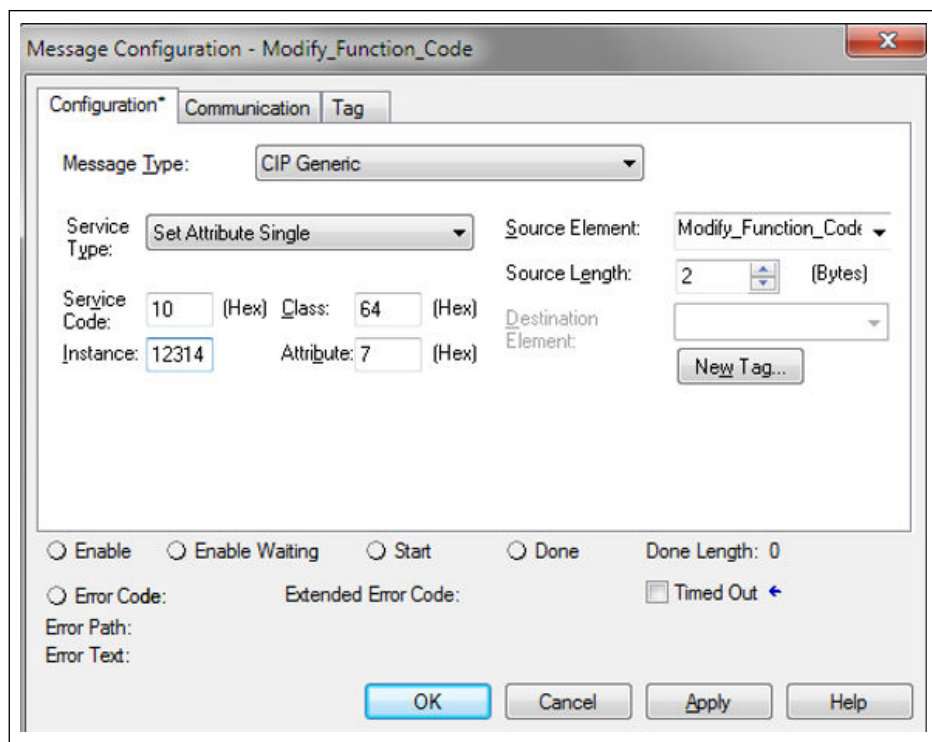 Message Configuration - Modify_Function_Code
Configuration* Communication Tag
Message Type: CIP Generic
Service Type: Set Attribute Single
Source Element: Modify_Function_Code
Source Length: 2 (Bytes)
Service Code: 10 (Hex) Class: 64 (Hex)
Destination Element:
Instance: 12314 Attribute: 7 (Hex)
New Tag...
Enable Enable Waiting Start Done Done Length: 0
Error Code: Extended Error Code: Timed Out
Error Path:
Error Text:
OK Cancel Apply Help